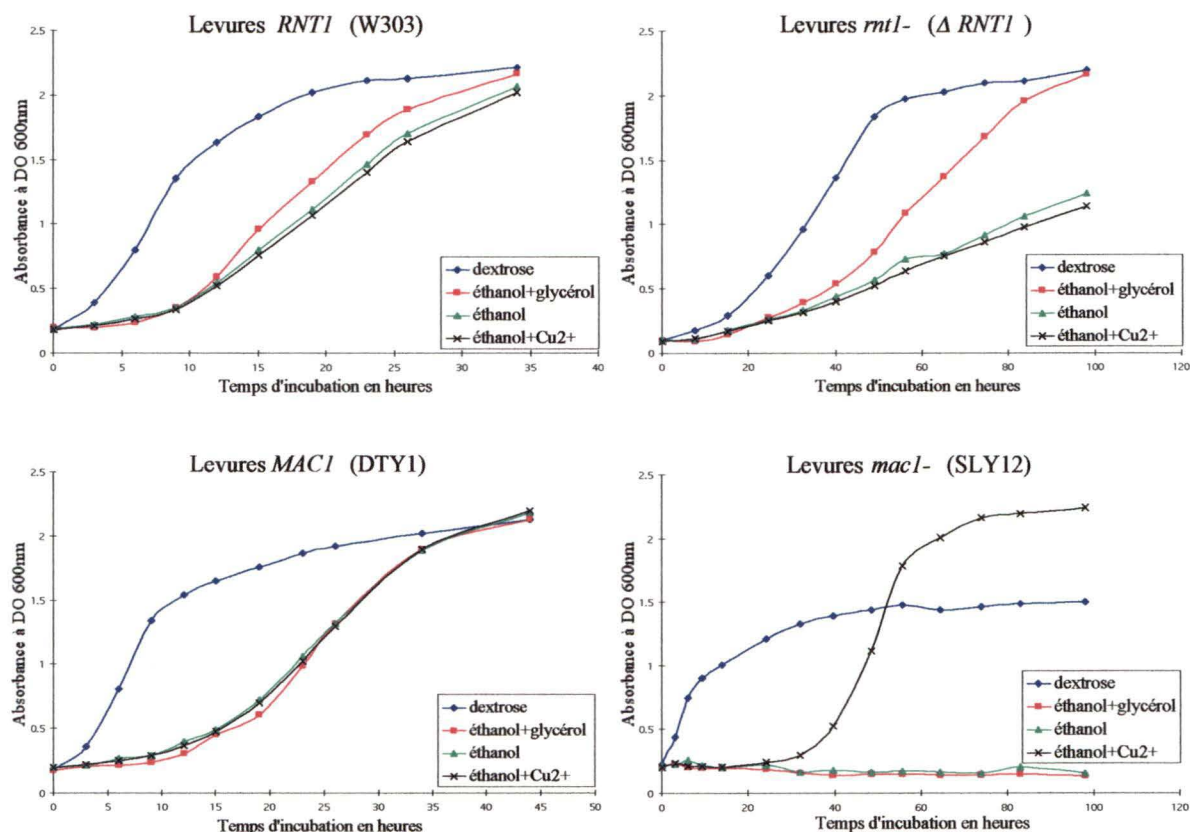 Levures RNT1 (W303)
Absorbance à DO 600nm
2.5
2
1.5
1
0.5
0
0 5 10 15 20 25 30 35 40
Temps d'incubation en heures
dextrose
éthanol+glycérol
éthanol
éthanol+Cu2+
Levures rnt1- (Δ RNT1 )
Absorbance à DO 600nm
2.5
2
1.5
1
0.5
0
0 20 40 60 80 100 120
Temps d'incubation en heures
dextrose
éthanol+glycérol
éthanol
éthanol+Cu2+
Levures MAC1 (DTY1)
Absorbance à DO 600nm
2.5
2
1.5
1
0.5
0
0 5 10 15 20 25 30 35 40 45 50
Temps d'incubation en heures
dextrose
éthanol+glycérol
éthanol
éthanol+Cu2+
Levures mac1- (SLY12)
Absorbance à DO 600nm
2.5
2
1.5
1
0.5
0
0 20 40 60 80 100 120
Temps d'incubation en heures
dextrose
éthanol+glycérol
éthanol
éthanol+Cu2+